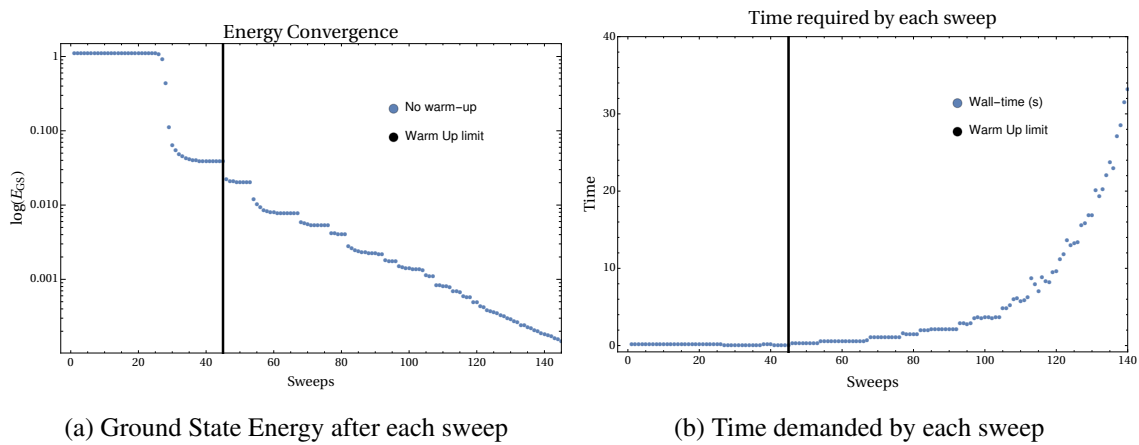 Energy Convergence
1
0.100
0.010
0.001
log(E_GS)
No warm-up
Warm Up limit
0 20 40 60 80 100 120 140
Sweeps
(a) Ground State Energy after each sweep
Time required by each sweep
40
30
20
10
0
Time
Wall-time (s)
Warm Up limit
0 20 40 60 80 100 120 140
Sweeps
(b) Time demanded by each sweep